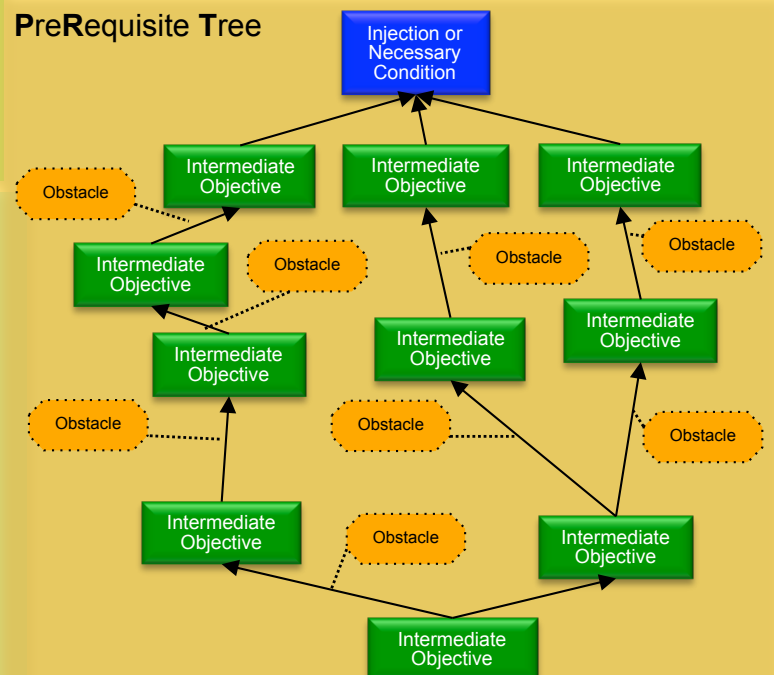 PreRequisite Tree
Injection or
Necessary
Condition
Intermediate
Objective
Intermediate
Objective
Intermediate
Objective
Obstacle
Obstacle
Obstacle
Obstacle
Intermediate
Objective
Intermediate
Objective
Intermediate
Objective
Intermediate
Objective
Obstacle
Obstacle
Obstacle
Intermediate
Objective
Obstacle
Intermediate
Objective
Intermediate
Objective